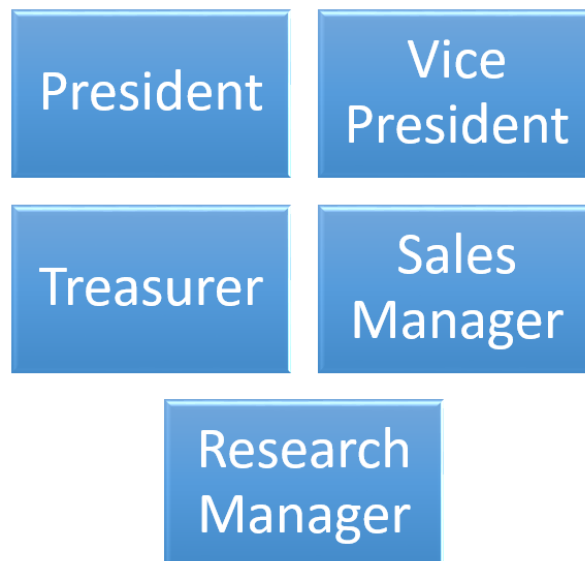 President
Vice
President
Treasurer
Sales
Manager
Research
Manager